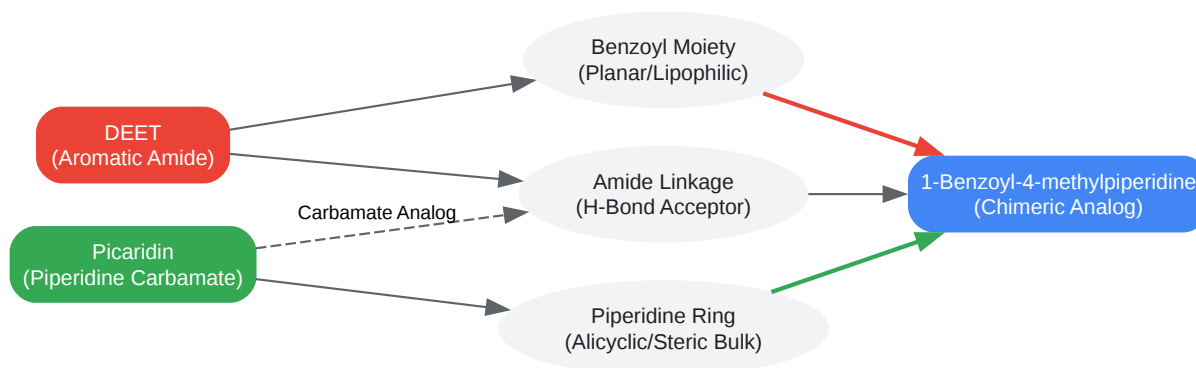 Benzoyl Moiety
(Planar/Lipophilic)
DEET
(Aromatic Amide)
Amide Linkage
(H-Bond Acceptor)
1-Benzoyl-4-methylpiperidine
(Chimeric Analog)
Carbamate Analog
Picaridin
(Piperidine Carbamate)
Piperidine Ring
(Alicyclic/Steric Bulk)